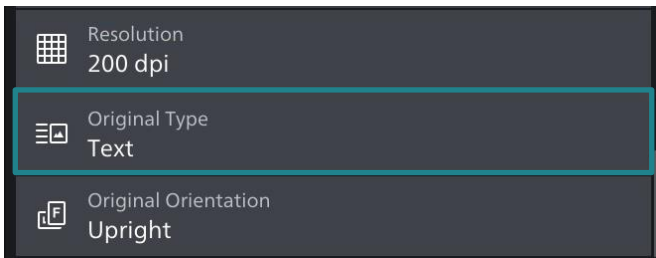 Resolution
200 dpi
Original Type
Text
Original Orientation
Upright